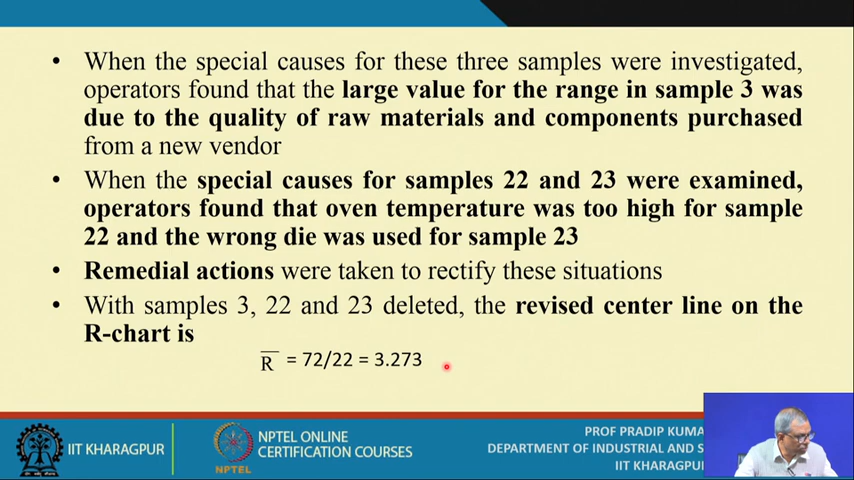 • When the special causes for these three samples were investigated,
operators found that the large value for the range in sample 3 was
due to the quality of raw materials and components purchased
from a new vendor
• When the special causes for samples 22 and 23 were examined,
operators found that oven temperature was too high for sample
22 and the wrong die was used for sample 23
• Remedial actions were taken to rectify these situations
• With samples 3, 22 and 23 deleted, the revised center line on the
R-chart is
R̅ = 72/22 = 3.273
IIT KHARAGPUR
NPTEL
NPTEL ONLINE
CERTIFICATION COURSES
PROF PRADIP KUMA
DEPARTMENT OF INDUSTRIAL AND S
IIT KHARAGPUR